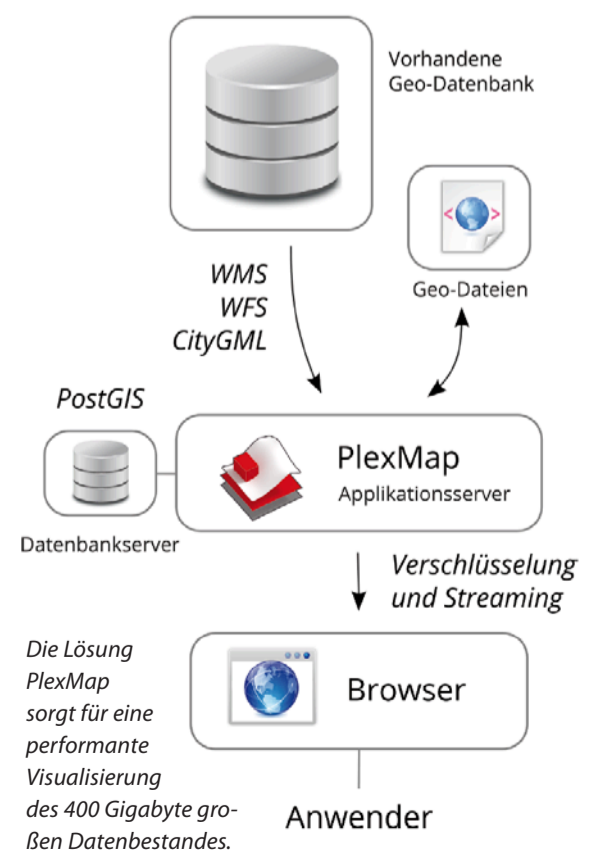 Vorhandene
Geo-Datenbank
Geo-Dateien
WMS
WFS
CityGML
PostGIS
Datenbankserver
PlexMap
Applikationsserver
Verschlüsselung
und Streaming
Die Lösung
PlexMap
sorgt für eine
performante
Visualisierung
des 400 Gigabyte gro-
ßen Datenbestandes.
Browser
Anwender